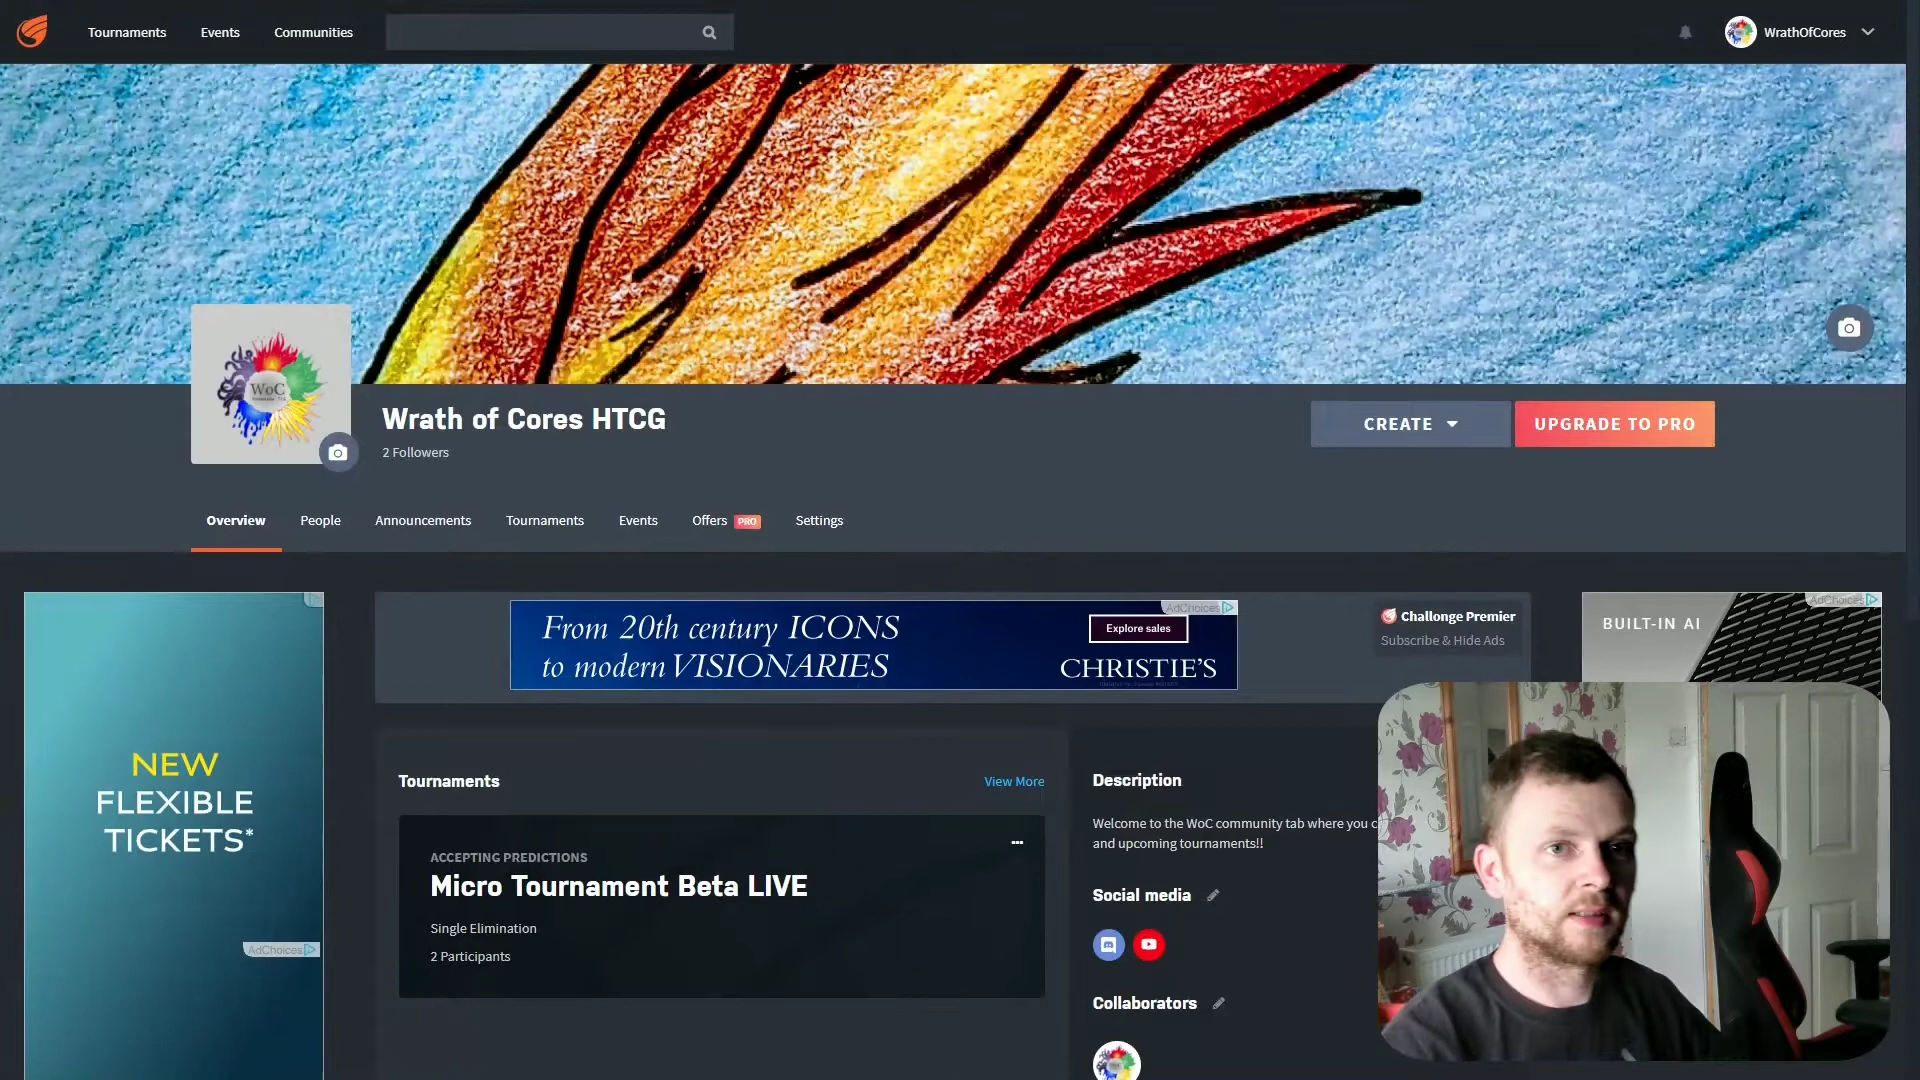 Tournaments
Events
Communities
WrathOfCores
WoC
Wrath of Cores HTCG
2 Followers
CREATE
UPGRADE TO PRO
Overview
People
Announcements
Tournaments
Events
Offers PRO
Settings
NEW
FLEXIBLE
TICKETS*
AdChoices
From 20th century ICONS
to modern VISIONARIES
AdChoices
Explore sales
CHRISTIE'S
Challonge Premier
Subscribe & Hide Ads
AdChoices
BUILT-IN AI
Tournaments
View More
ACCEPTING PREDICTIONS
Micro Tournament Beta LIVE
Single Elimination
2 Participants
Description
Welcome to the WoC community tab where you
and upcoming tournaments!!
Social media
Collaborators